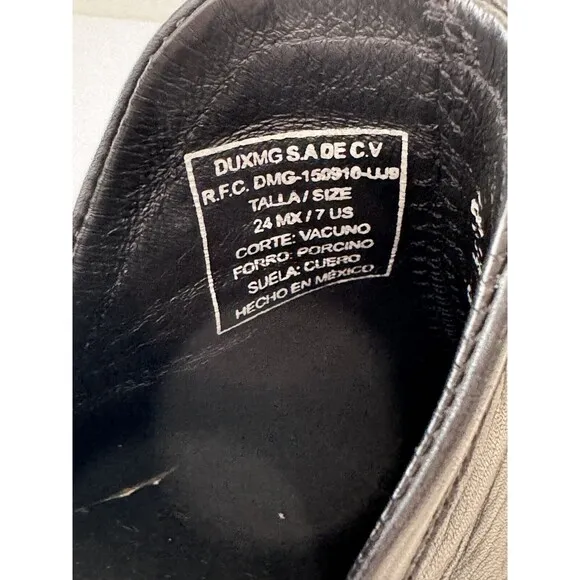 DUXMG S.A DE C.V
R.F.C. DMG-150910-UJ9
TALLA / SIZE
24 MX / 7 US
CORTE: VACUNO
FORRO: PORCINO
SUELA: CUERO
HECHO EN MÉXICO